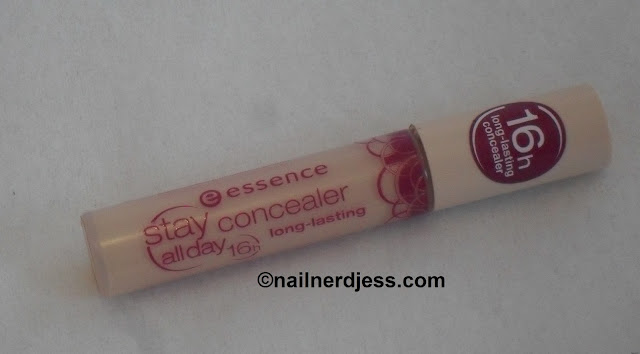 essence
stay
all day 16h
concealer
long-lasting
16h
long-lasting
concealer
©nailnerdjess.com